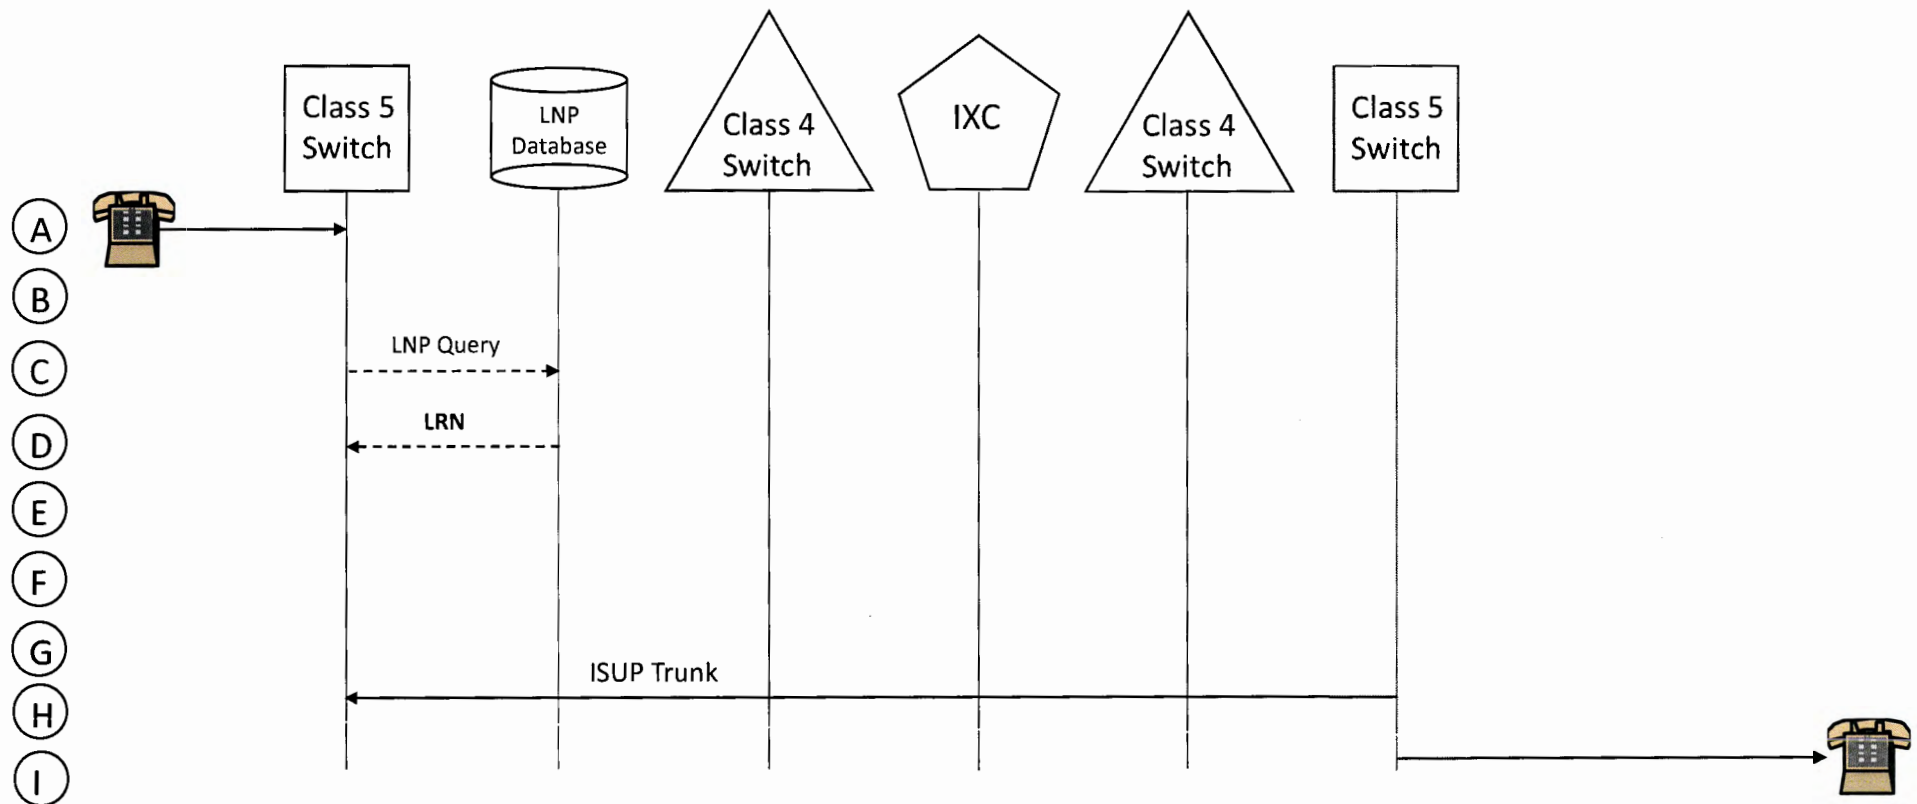 Class 5
Switch
LNP
Database
Class 4
Switch
IXC
Class 4
Switch
Class 5
Switch
A
B
LNP Query
C
LRN
D
E
F
G
ISUP Trunk
H
I